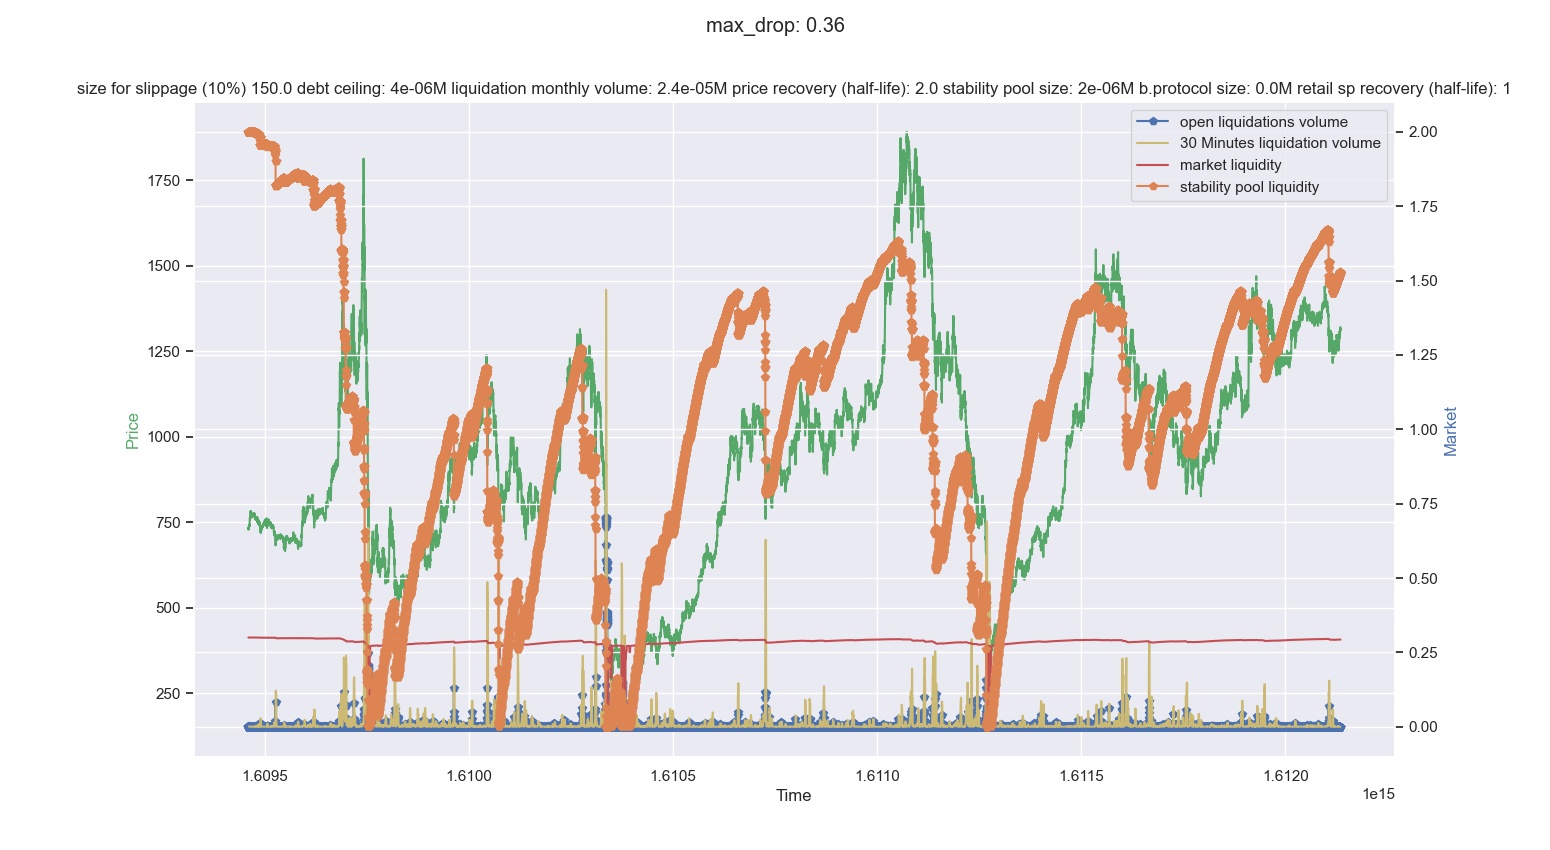 max_drop: 0.36
size for slippage (10%) 150.0 debt ceiling: 4e-06M liquidation monthly volume: 2.4e-05M price recovery (half-life): 2.0 stability pool size: 2e-06M b.protocol size: 0.0M retail sp recovery (half-life): 1
open liquidations volume
30 Minutes liquidation volume
market liquidity
stability pool liquidity
1750
1500
1250
1000
750
500
250
Price
2.00
1.75
1.50
1.25
1.00
0.75
0.50
0.25
0.00
Market
1.6095 1.6100 1.6105 1.6110 1.6115 1.6120
1e15
Time